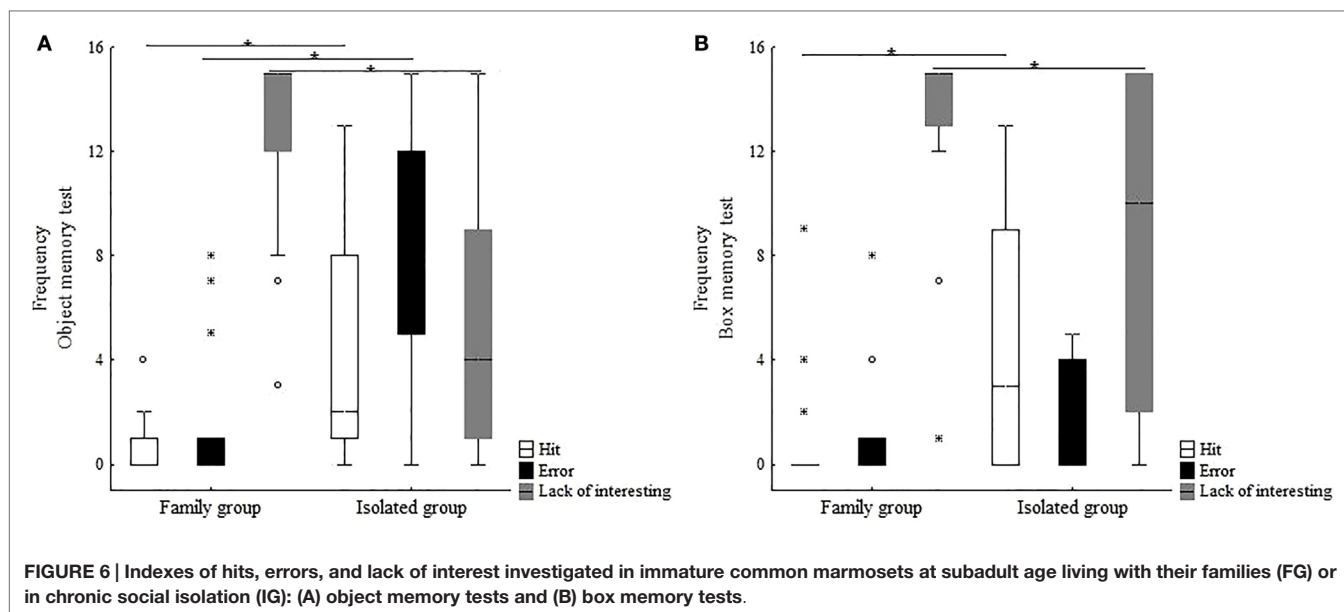 A
16
12
8
4
0
Frequency
Object memory test
Family group
Isolated group
Hit
Error
Lack of interesting
B
16
12
8
4
0
Frequency
Box memory test
Family group
Isolated group
Hit
Error
Lack of interesting
FIGURE 6 | Indexes of hits, errors, and lack of interest investigated in immature common marmosets at subadult age living with their families (FG) or
in chronic social isolation (IG): (A) object memory tests and (B) box memory tests.